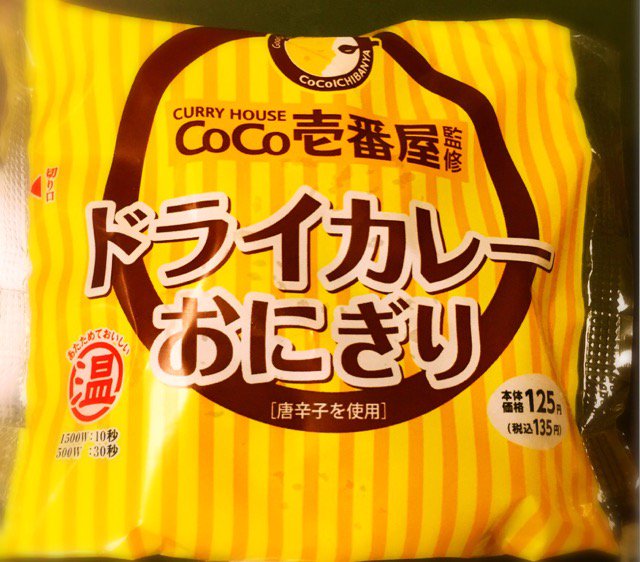 CoCoICHIBANYA
CURRY HOUSE
CoCo壱番屋 監修
切り口
ドライカレー
おにぎり
あたためておいしい
温
[唐辛子を使用]
1500W:10秒
500W :30秒
本体価格 125円
(税込135円)